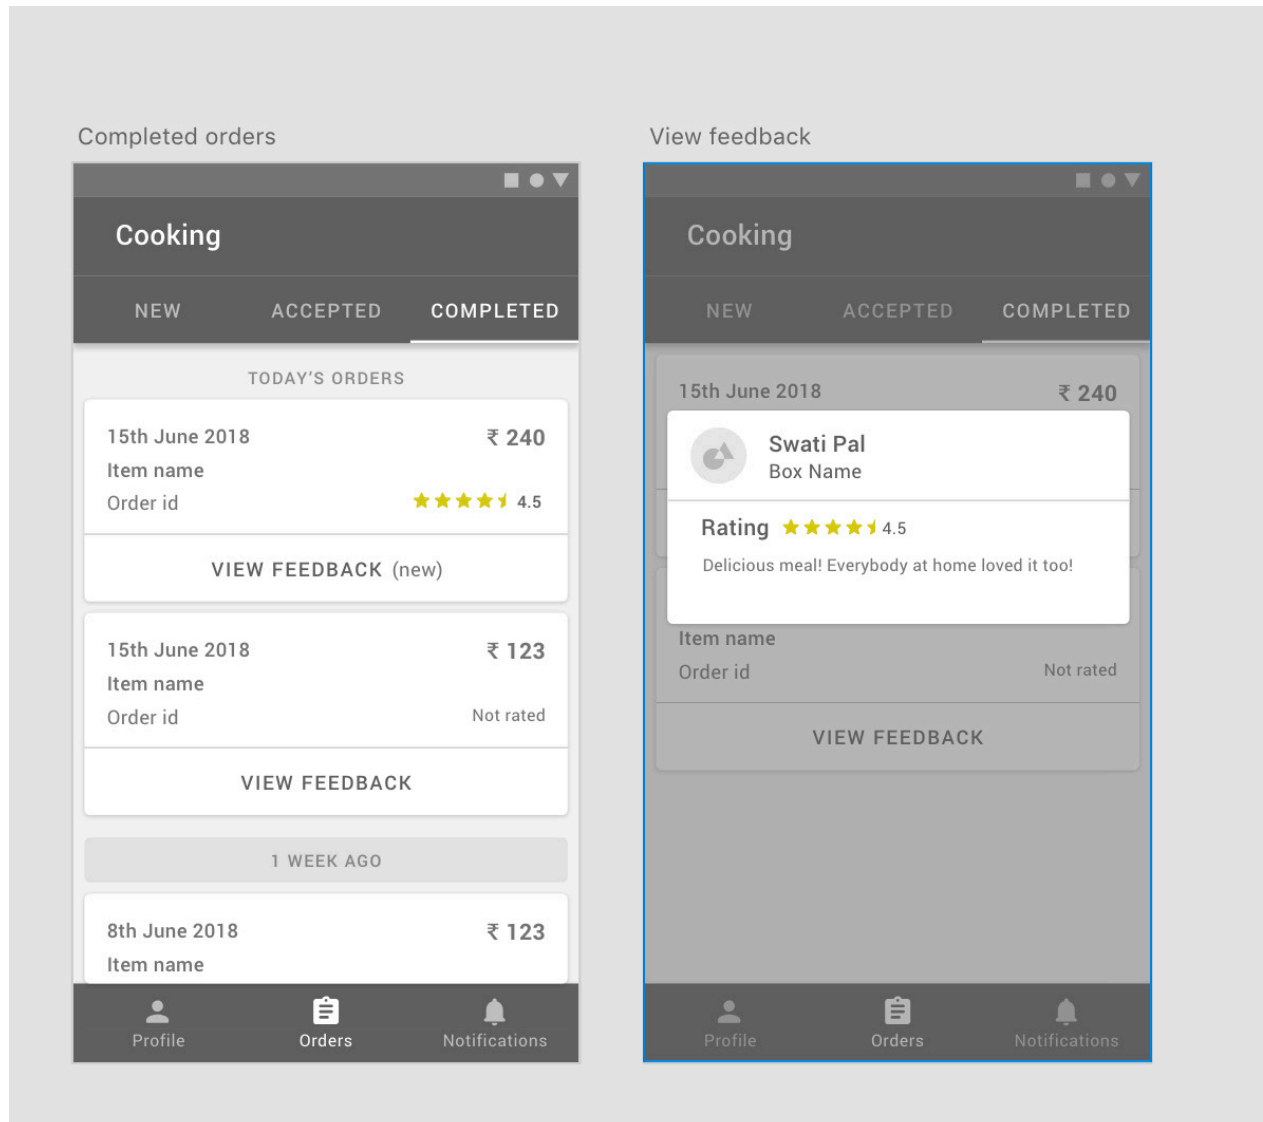 Completed orders
Cooking
NEW ACCEPTED COMPLETED
TODAY'S ORDERS
15th June 2018 ₹ 240
Item name
Order id 4.5
VIEW FEEDBACK (new)
15th June 2018 ₹ 123
Item name
Order id Not rated
VIEW FEEDBACK
1 WEEK AGO
8th June 2018 ₹ 123
Item name
Profile Orders Notifications
View feedback
Cooking
NEW ACCEPTED COMPLETED
15th June 2018 ₹ 240
Swati Pal
Box Name
Rating 4.5
Delicious meal! Everybody at home loved it too!
Item name
Order id Not rated
VIEW FEEDBACK
Profile Orders Notifications